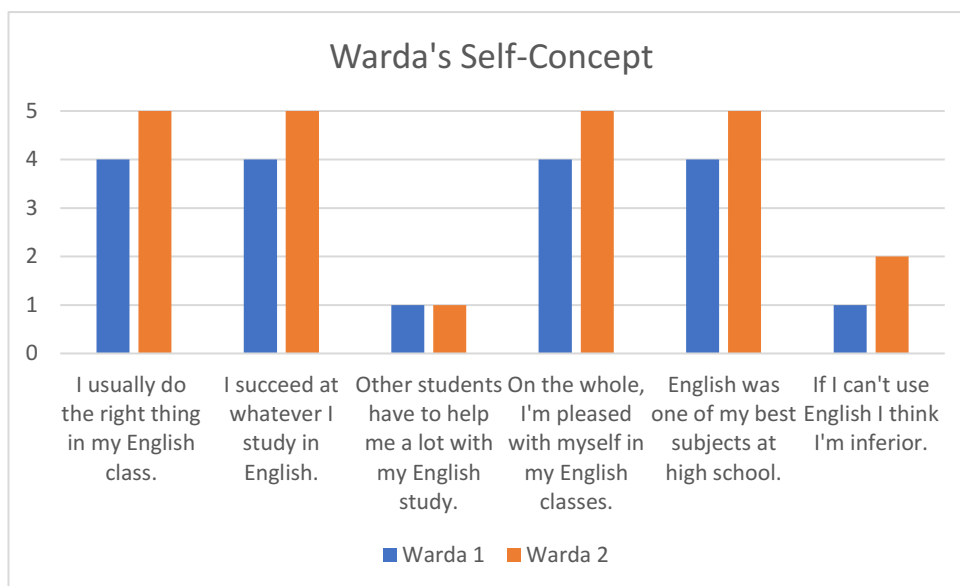 Warda's Self-Concept
5
4
3
2
1
0
I usually do
the right thing
in my English
class.
I succeed at
whatever I
study in
English.
Other students
have to help
me a lot with
my English
study.
On the whole,
I'm pleased
with myself in
my English
classes.
English was
one of my best
subjects at
high school.
If I can't use
English I think
I'm inferior.
Warda 1
Warda 2